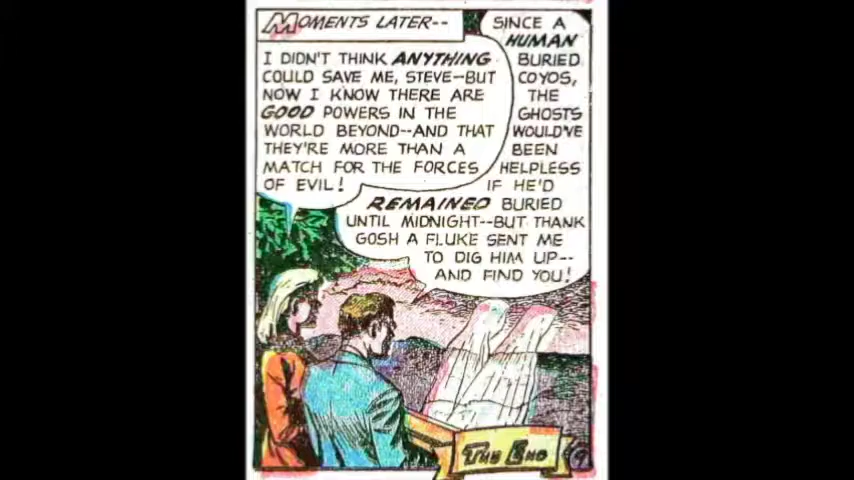 MOMENTS LATER--
I DIDN'T THINK ANYTHING
COULD SAVE ME, STEVE--BUT
NOW I KNOW THERE ARE
GOOD POWERS IN THE
WORLD BEYOND--AND THAT
THEY'RE MORE THAN A
MATCH FOR THE FORCES
OF EVIL!
SINCE A
HUMAN
BURIED
COYOS,
THE
GHOSTS
WOULD'VE
BEEN
HELPLESS
IF HE'D
REMAINED BURIED
UNTIL MIDNIGHT--BUT THANK
GOSH A FLUKE SENT ME
TO DIG HIM UP--
AND FIND YOU!
THE END
9